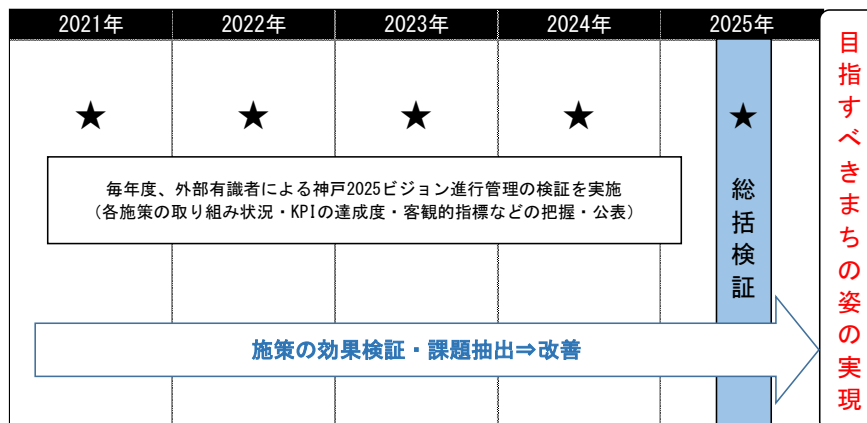 2021年
2022年
2023年
2024年
2025年
★
★
★
★
★
毎年度、外部有識者による神戸2025ビジョン進行管理の検証を実施
(各施策の取り組み状況・KPIの達成度・客観的指標などの把握・公表)
総括検証
施策の効果検証・課題抽出⇒改善
目指すべきまちの姿の実現